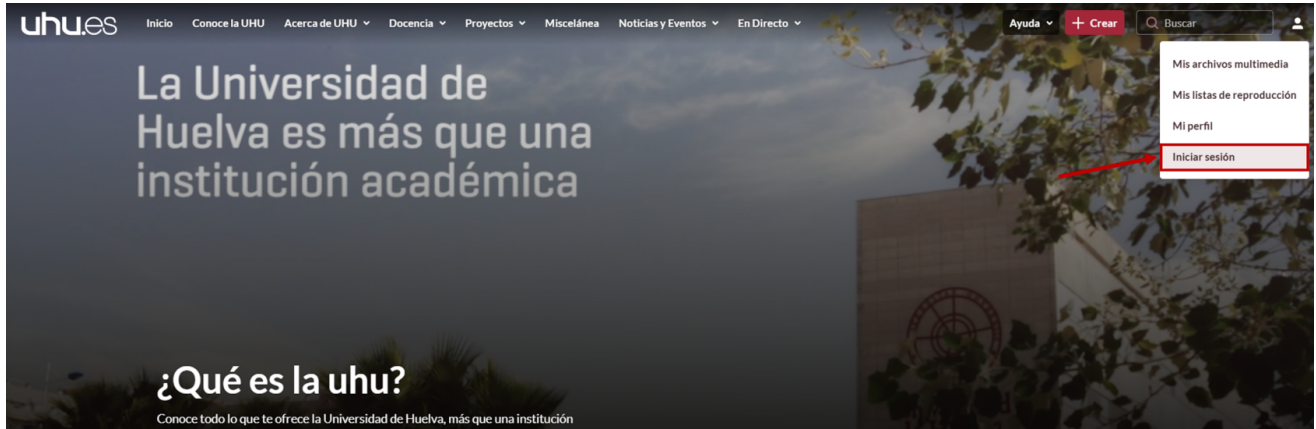 uhu.es Inicio Conoce la UHU Acerca de UHU Docencia Proyectos Miscelánea Noticias y Eventos En Directo Ayuda + Crear Buscar
Mis archivos multimedia
Mis listas de reproducción
Mi perfil
Iniciar sesión
La Universidad de
Huelva es más que una
institución académica
¿Qué es la uhu?
Conoce todo lo que te ofrece la Universidad de Huelva, más que una institución